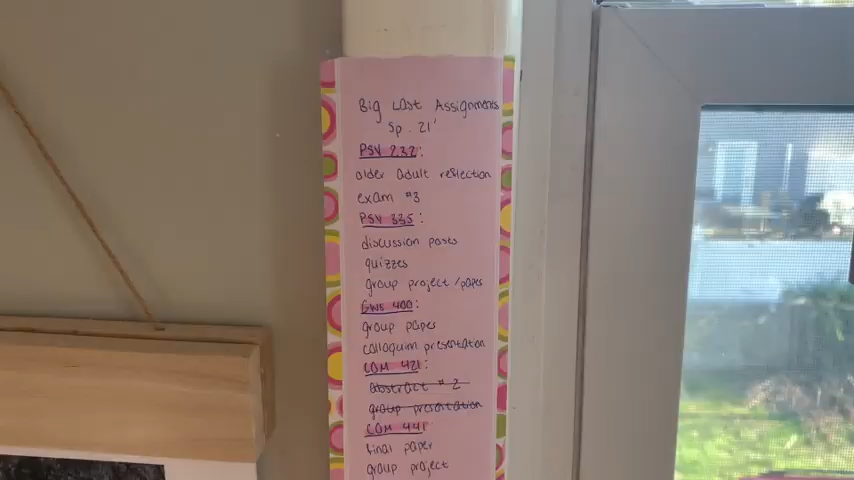 Big Last Assignments
Sp. 21'
PSY 232:
older adult reflection
exam #3
PSY 335:
discussion posts
quizzes
group project/paper
GWS 400:
group paper
colloquim presentation
COM 421:
abstract #2
group presentation
COM 441
final paper
group project